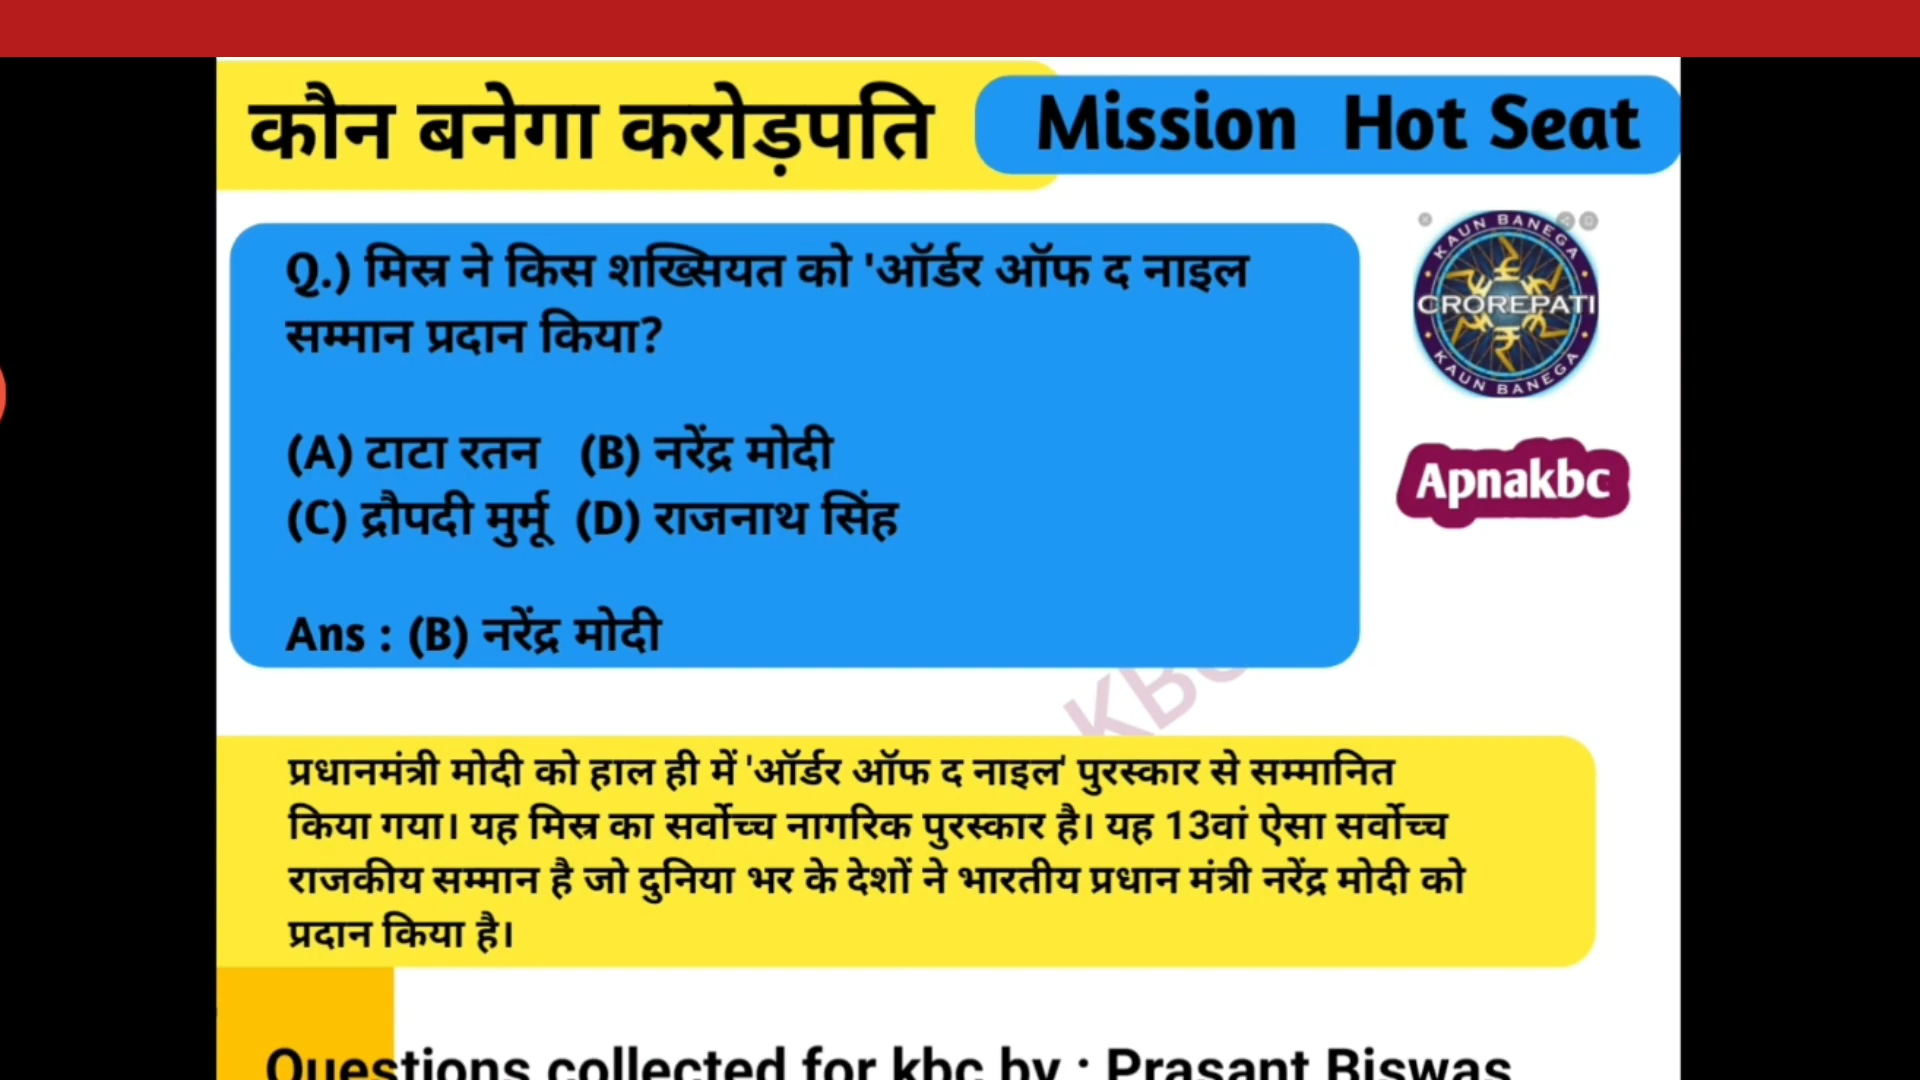 कौन बनेगा करोड़पति
Mission Hot Seat
Q.) मिस्र ने किस शख्सियत को 'ऑर्डर ऑफ द नाइल
सम्मान प्रदान किया?
(A) टाटा रतन (B) नरेंद्र मोदी
(C) द्रौपदी मुर्मू (D) राजनाथ सिंह
Ans : (B) नरेंद्र मोदी
KAUN BANEGA
CROREPATI
KAUN BANEGA
Apnakbc
KBC
प्रधानमंत्री मोदी को हाल ही में 'ऑर्डर ऑफ द नाइल' पुरस्कार से सम्मानित
किया गया। यह मिस्र का सर्वोच्च नागरिक पुरस्कार है। यह 13वां ऐसा सर्वोच्च
राजकीय सम्मान है जो दुनिया भर के देशों ने भारतीय प्रधान मंत्री नरेंद्र मोदी को
प्रदान किया है।
Questions collected for kbc by : Prasant Biswas